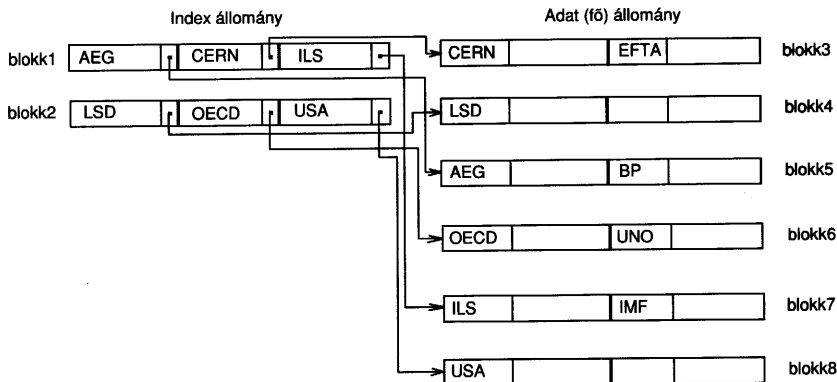 Index állomány
Adat (fő) állomány
blokk1 AEG CERN ILS
CERN EFTA blokk3
blokk2 LSD OECD USA
LSD blokk4
AEG BP blokk5
OECD UNO blokk6
ILS IMF blokk7
USA blokk8